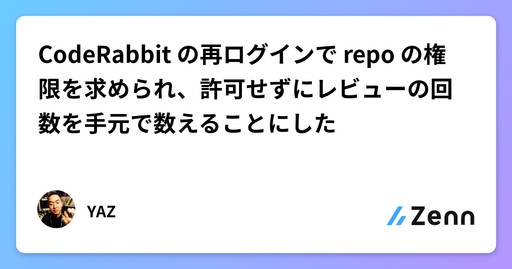 CodeRabbit の再ログインで repo の権
限を求められ、許可せずにレビューの回
数を手元で数えることにした
YAZ
Zenn